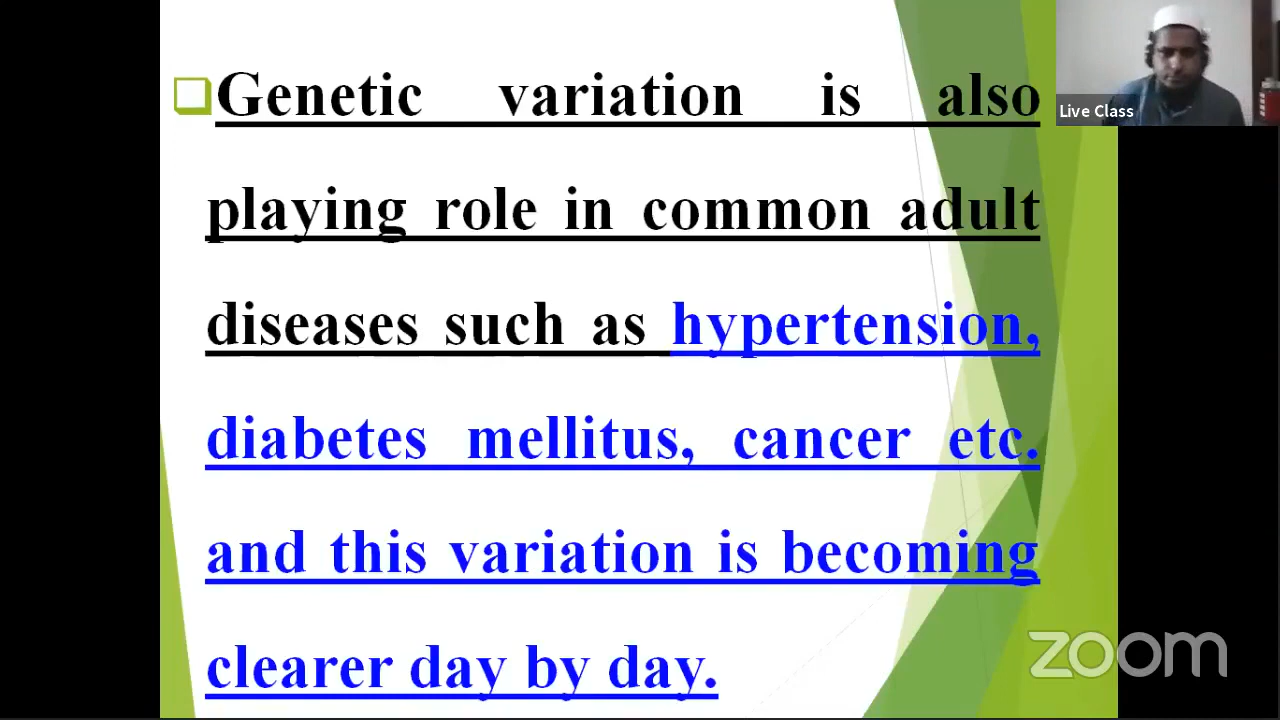 Genetic variation is also
playing role in common adult
diseases such as hypertension,
diabetes mellitus, cancer etc.
and this variation is becoming
clearer day by day.
Live Class
zoom